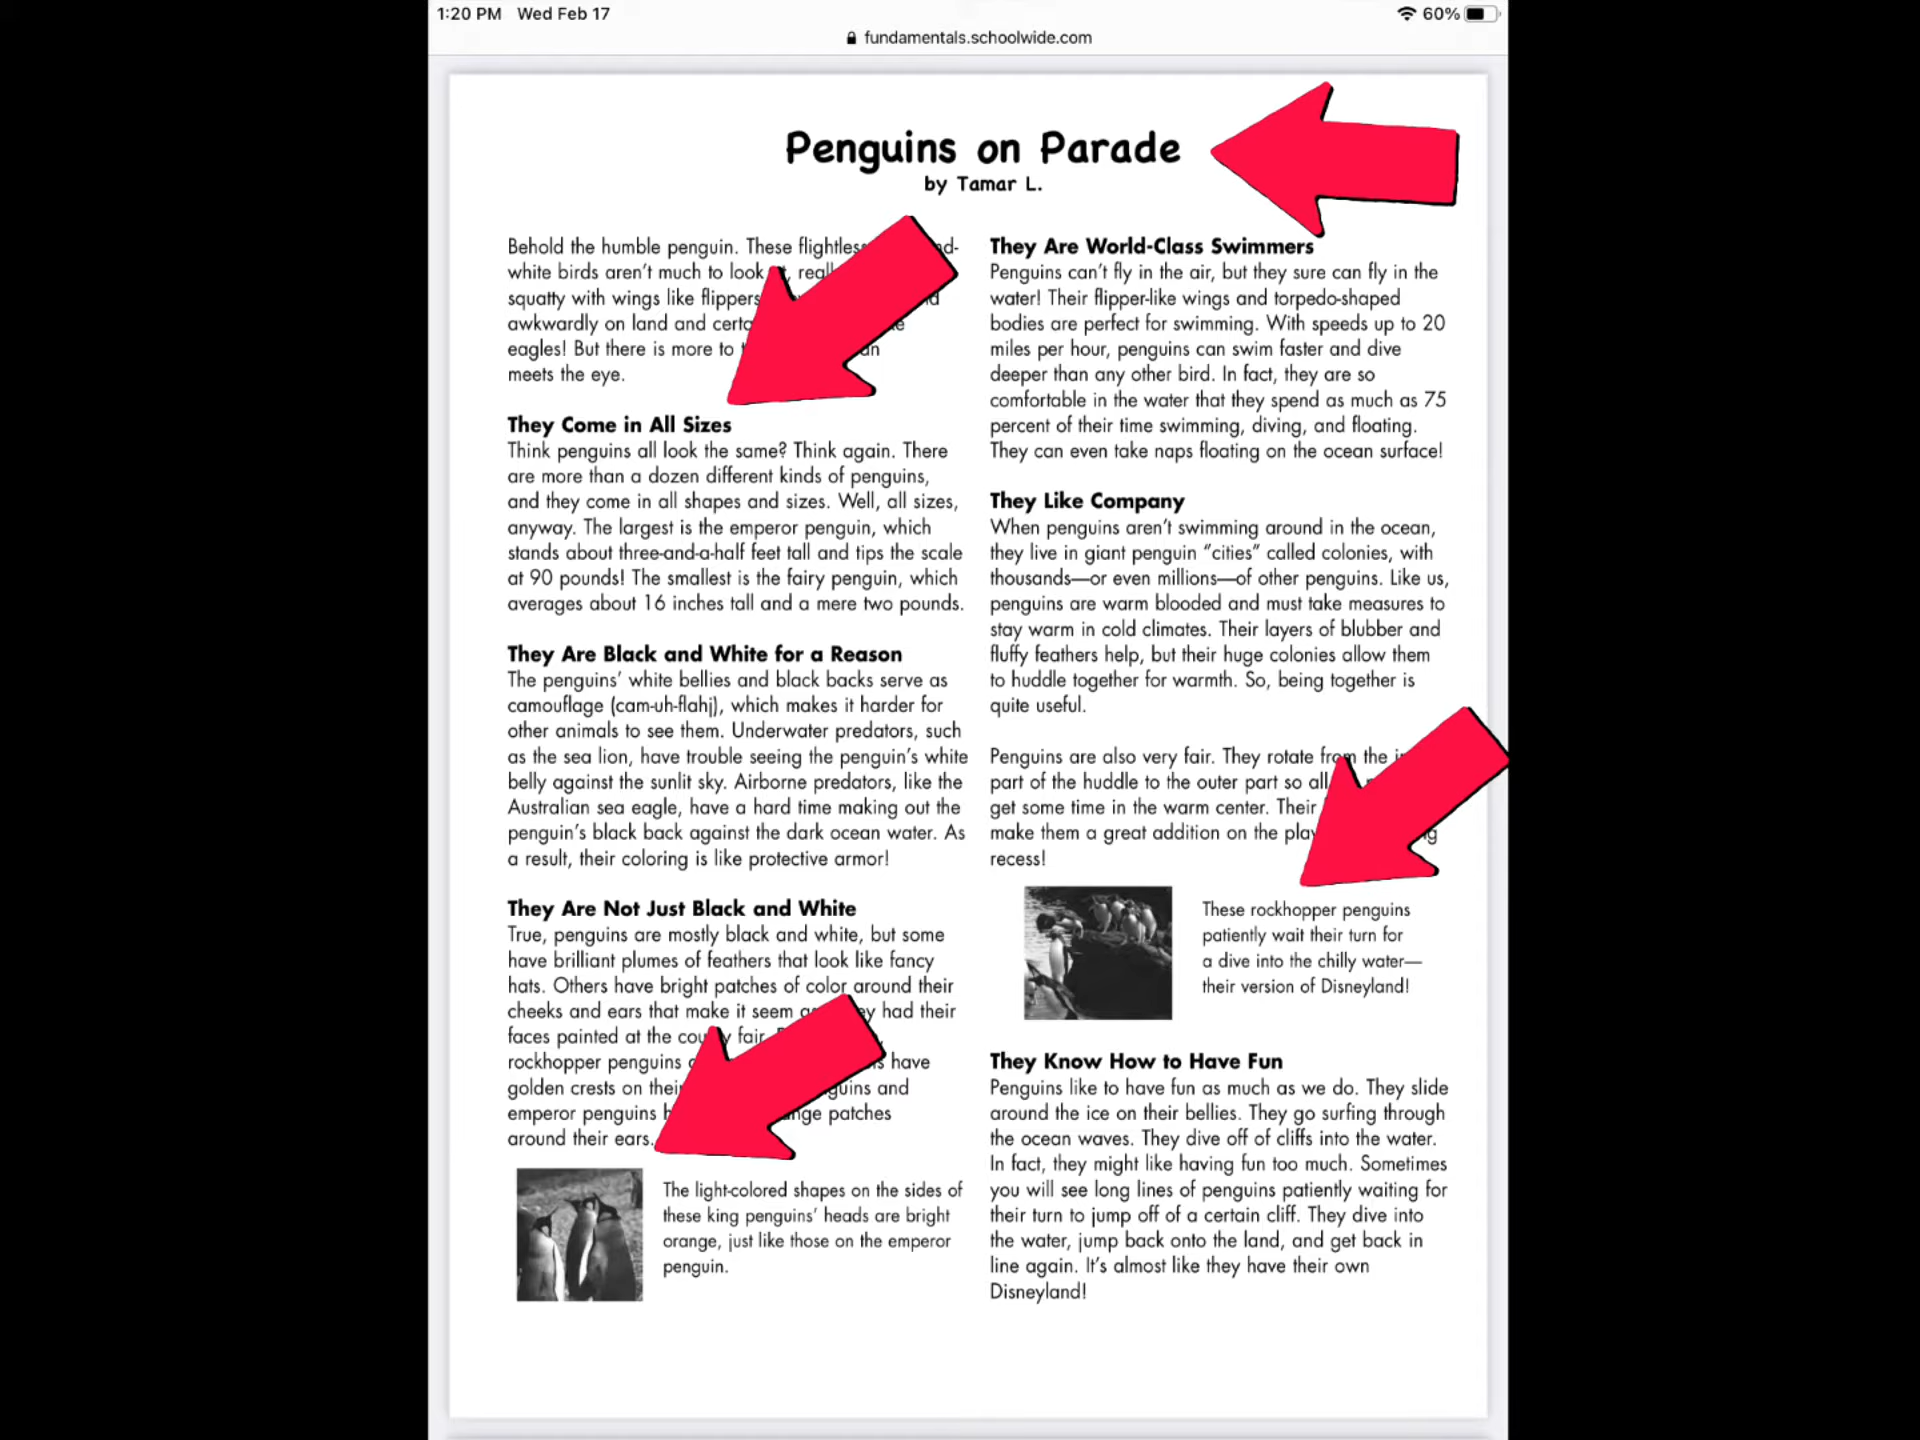 1:20 PM Wed Feb 17
60%
fundamentals.schoolwide.com
Penguins on Parade
by Tamar L.
Behold the humble penguin. These
white birds aren't much to look
squatty with wings like flippers
awkwardly on land and
eagles! But there is more to
meets the eye.
They Come in All Sizes
Think penguins all look the same? Think again. There
are more than a dozen different kinds of penguins,
and they come in all shapes and sizes. Well, all sizes,
anyway. The largest is the emperor penguin, which
stands about three-and-a-half feet tall and tips the scale
at 90 pounds! The smallest is the fairy penguin, which
averages about 16 inches tall and a mere two pounds.
They Are Black and White for a Reason
The penguins' white bellies and black backs serve as
camouflage (cam-uh-flahj), which makes it harder for
other animals to see them. Underwater predators, such
as the sea lion, have trouble seeing the penguin's white
belly against the sunlit sky. Airborne predators, like the
Australian sea eagle, have a hard time making out the
penguin's black back against the dark ocean water. As
a result, their coloring is like protective armor!
They Are Not Just Black and White
True, penguins are mostly black and white, but some
have brilliant plumes of feathers that look like fancy
hats. Others have bright patches of color around their
cheeks and ears that make it seem had their
faces painted at the fair.
rockhopper penguins have
golden crests on their and
emperor penguins patches
around their ears.
The light-colored shapes on the sides of
these king penguins' heads are bright
orange, just like those on the emperor
penguin.
They Are World-Class Swimmers
Penguins can't fly in the air, but they sure can fly in the
water! Their flipper-like wings and torpedo-shaped
bodies are perfect for swimming. With speeds up to 20
miles per hour, penguins can swim faster and dive
deeper than any other bird. In fact, they are so
comfortable in the water that they spend as much as 75
percent of their time swimming, diving, and floating.
They can even take naps floating on the ocean surface!
They Like Company
When penguins aren't swimming around in the ocean,
they live in giant penguin "cities" called colonies, with
thousands—or even millions—of other penguins. Like us,
penguins are warm blooded and must take measures to
stay warm in cold climates. Their layers of blubber and
fluffy feathers help, but their huge colonies allow them
to huddle together for warmth. So, being together is
quite useful.
Penguins are also very fair. They rotate from the
part of the huddle to the outer part so all
get some time in the warm center. Their
make them a great addition on the
recess!
These rockhopper penguins
patiently wait their turn for
a dive into the chilly water—
their version of Disneyland!
They Know How to Have Fun
Penguins like to have fun as much as we do. They slide
around the ice on their bellies. They go surfing through
the ocean waves. They dive off of cliffs into the water.
In fact, they might like having fun too much. Sometimes
you will see long lines of penguins patiently waiting for
their turn to jump off of a certain cliff. They dive into
the water, jump back onto the land, and get back in
line again. It's almost like they have their own
Disneyland!